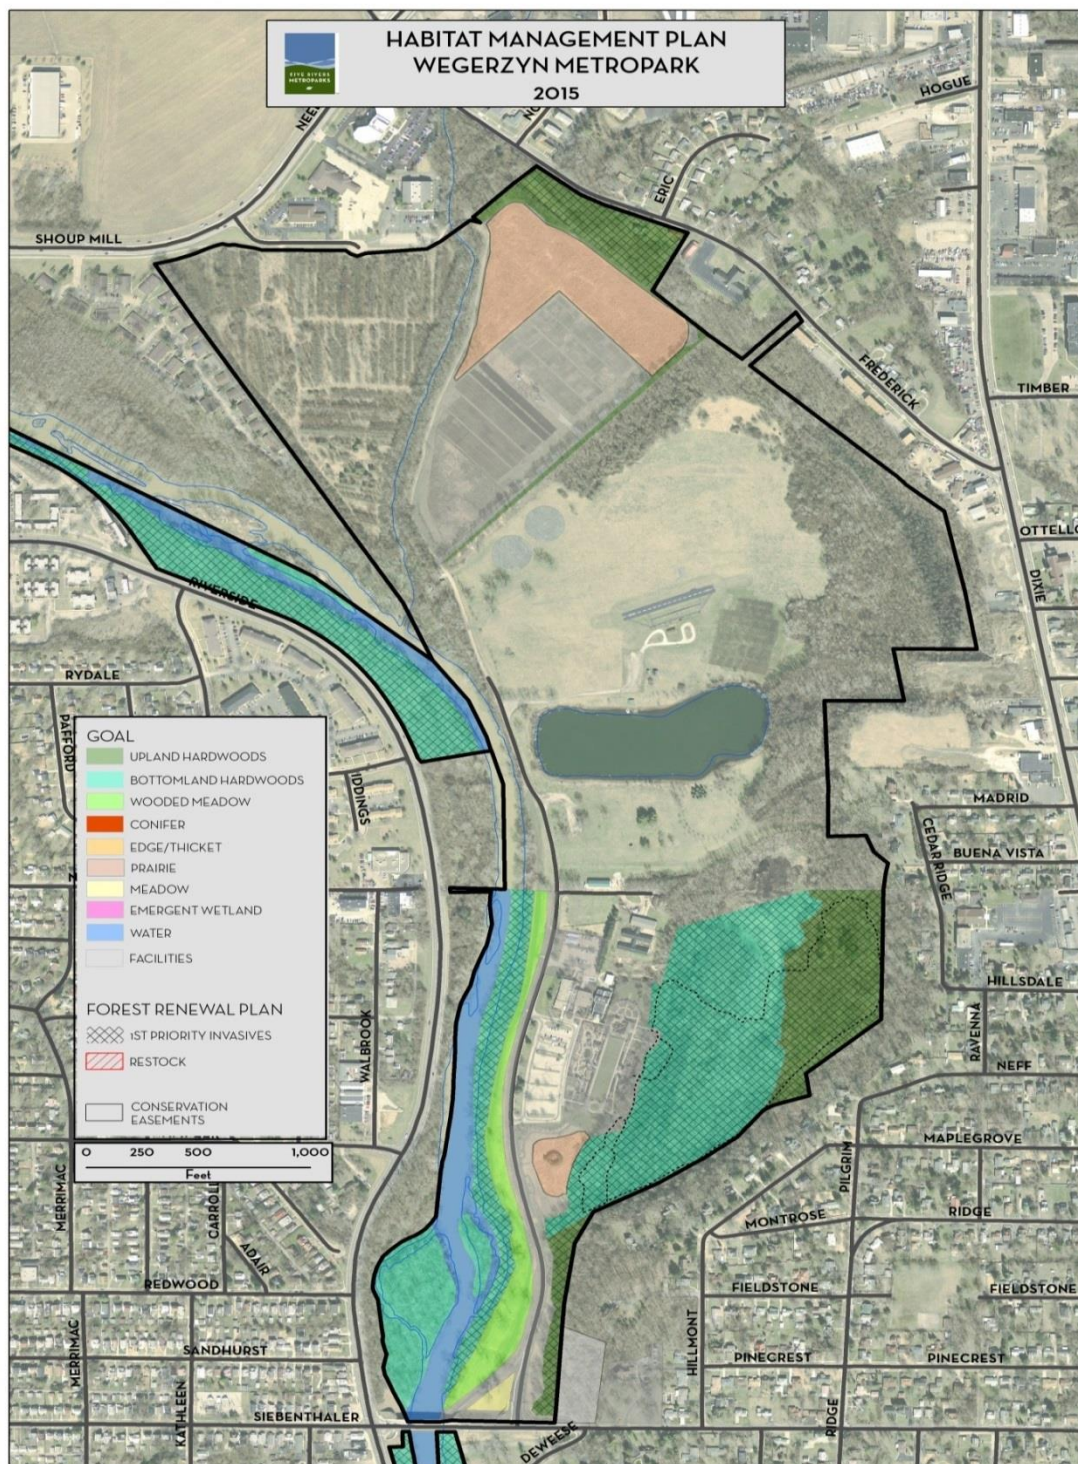 HABITAT MANAGEMENT PLAN
WEGERZYN METROPARK
2015
FIVE RIVERS
METROPARKS
HOGUE
ERIC
SHOUP MILL
FREDERICK
TIMBER
OTTELLO
DIXIE
RIVERSIDE
RYDALE
PAFFORD
IDDINGS
GOAL
UPLAND HARDWOODS
BOTTOMLAND HARDWOODS
WOODED MEADOW
CONIFER
EDGE/THICKET
PRAIRIE
MEADOW
EMERGENT WETLAND
WATER
FACILITIES
FOREST RENEWAL PLAN
1ST PRIORITY INVASIVES
RESTOCK
CONSERVATION
EASEMENTS
0 250 500 1,000
Feet
MADRID
CEDAR RIDGE
BUENA VISTA
HILLSDALE
RAVENNA
WALBROOK
NEFF
MAPLEGROVE
PILGRIM
MERRIMAC
CARROLL
ADAIR
MONTROSE
RIDGE
REDWOOD
FIELDSTONE
FIELDSTONE
HILLMONT
SANDHURST
MERRIMAC
KATHLEEN
PINECREST
PINECREST
SIEBENTHALER
RIDGE
DEWEESE